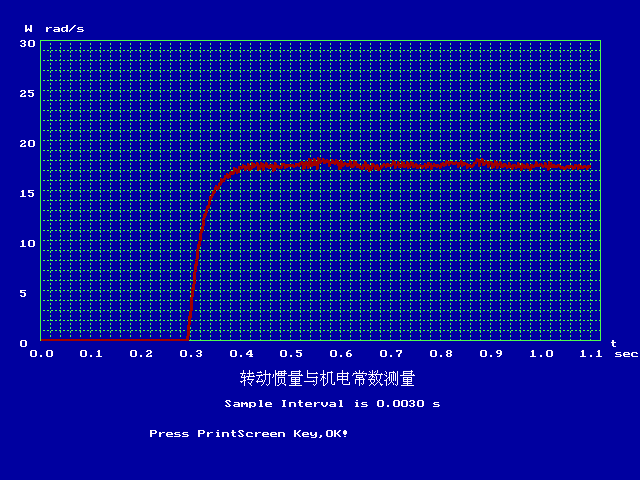 W rad/s
30
25
20
15
10
5
0
0.0 0.1 0.2 0.3 0.4 0.5 0.6 0.7 0.8 0.9 1.0 1.1
t
sec
转动惯量与机电常数测量
Sample Interval is 0.0030 s
Press PrintScreen Key,OK!